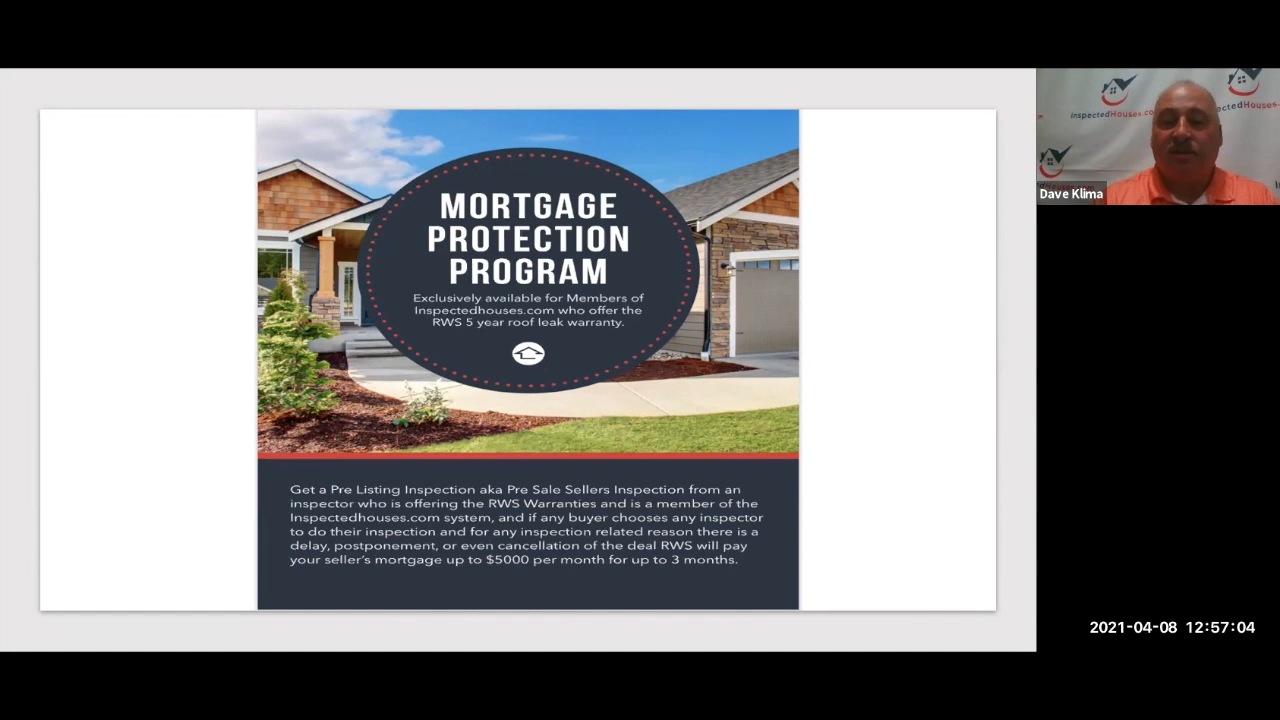 MORTGAGE
PROTECTION
PROGRAM
Exclusively available for Members of
Inspectedhouses.com who offer the
RWS 5 year roof leak warranty.
Get a Pre Listing Inspection aka Pre Sale Sellers Inspection from an
inspector who is offering the RWS Warranties and is a member of the
Inspectedhouses.com system, and if any buyer chooses any inspector
to do their inspection and for any inspection related reason there is a
delay, postponement, or even cancellation of the deal RWS will pay
your seller's mortgage up to $5000 per month for up to 3 months.
InspectedHouses.co
ectedHouses.
Dave Klima
2021-04-08 12:57:04